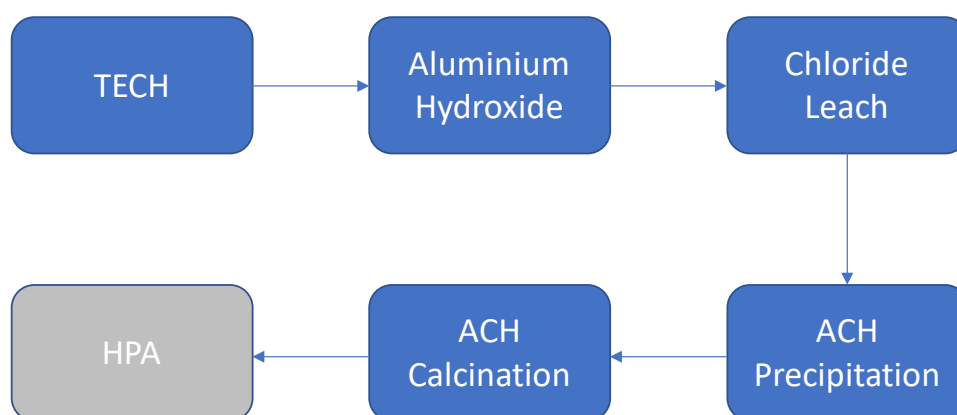 TECH
Aluminium
Hydroxide
Chloride
Leach
HPA
ACH
Calcination
ACH
Precipitation